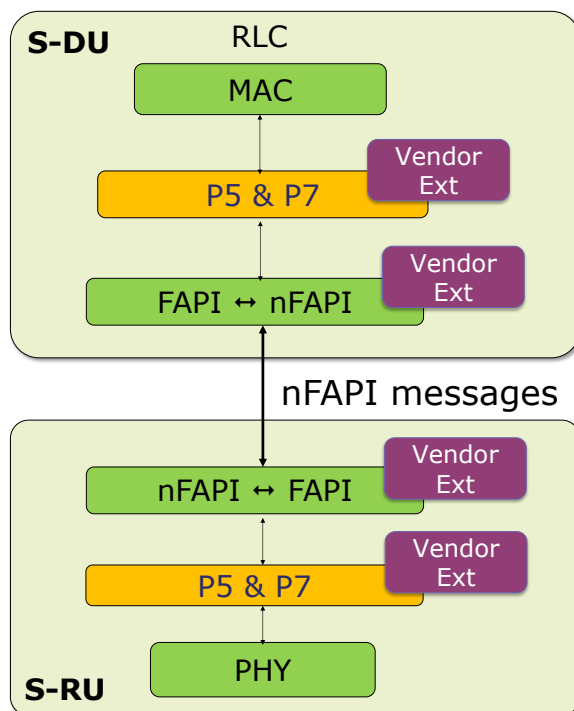 S-DU
RLC
MAC
Vendor
Ext
P5 & P7
Vendor
Ext
FAPI ↔ nFAPI
nFAPI messages
Vendor
Ext
nFAPI ↔ FAPI
Vendor
Ext
P5 & P7
PHY
S-RU